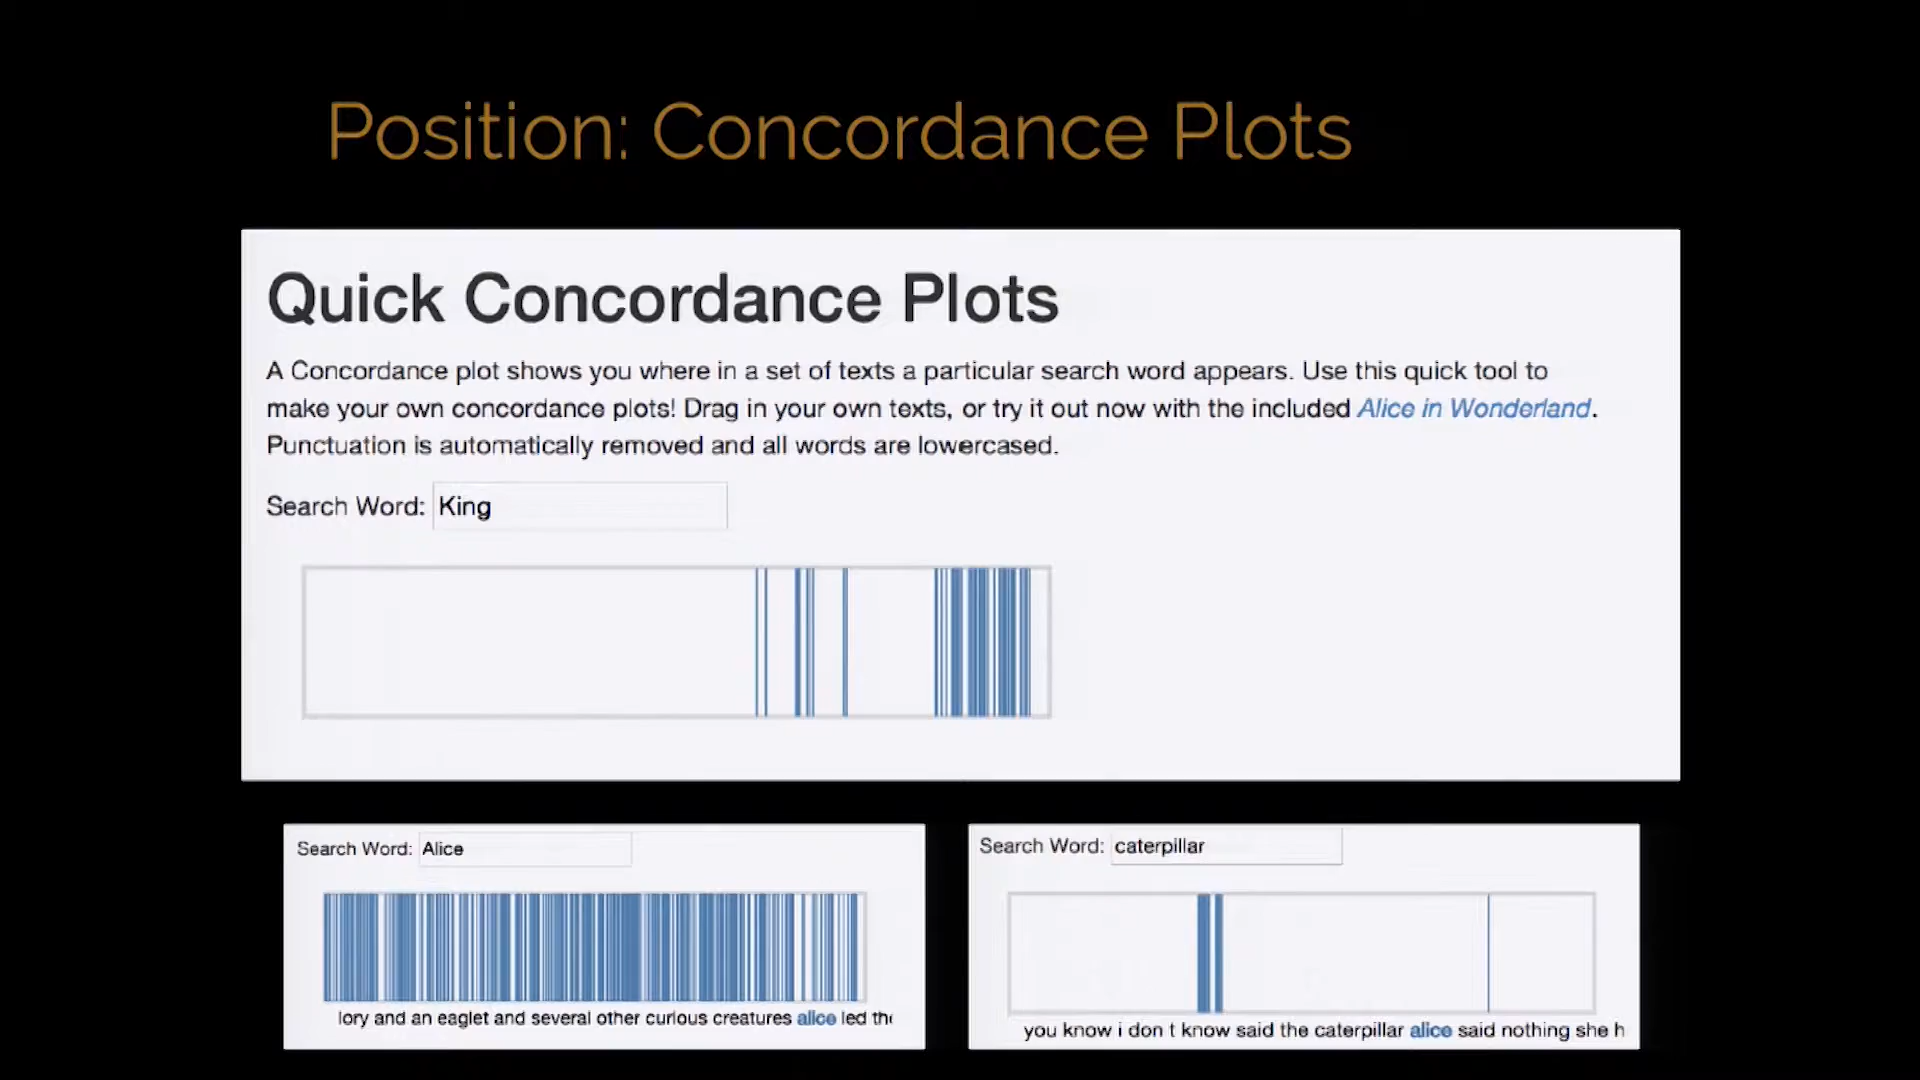 Position: Concordance Plots
Quick Concordance Plots
A Concordance plot shows you where in a set of texts a particular search word appears. Use this quick tool to
make your own concordance plots! Drag in your own texts, or try it out now with the included Alice in Wonderland.
Punctuation is automatically removed and all words are lowercased.
Search Word: King
Search Word: Alice
lory and an eaglet and several other curious creatures alice led the
Search Word: caterpillar
you know i don t know said the caterpillar alice said nothing she h